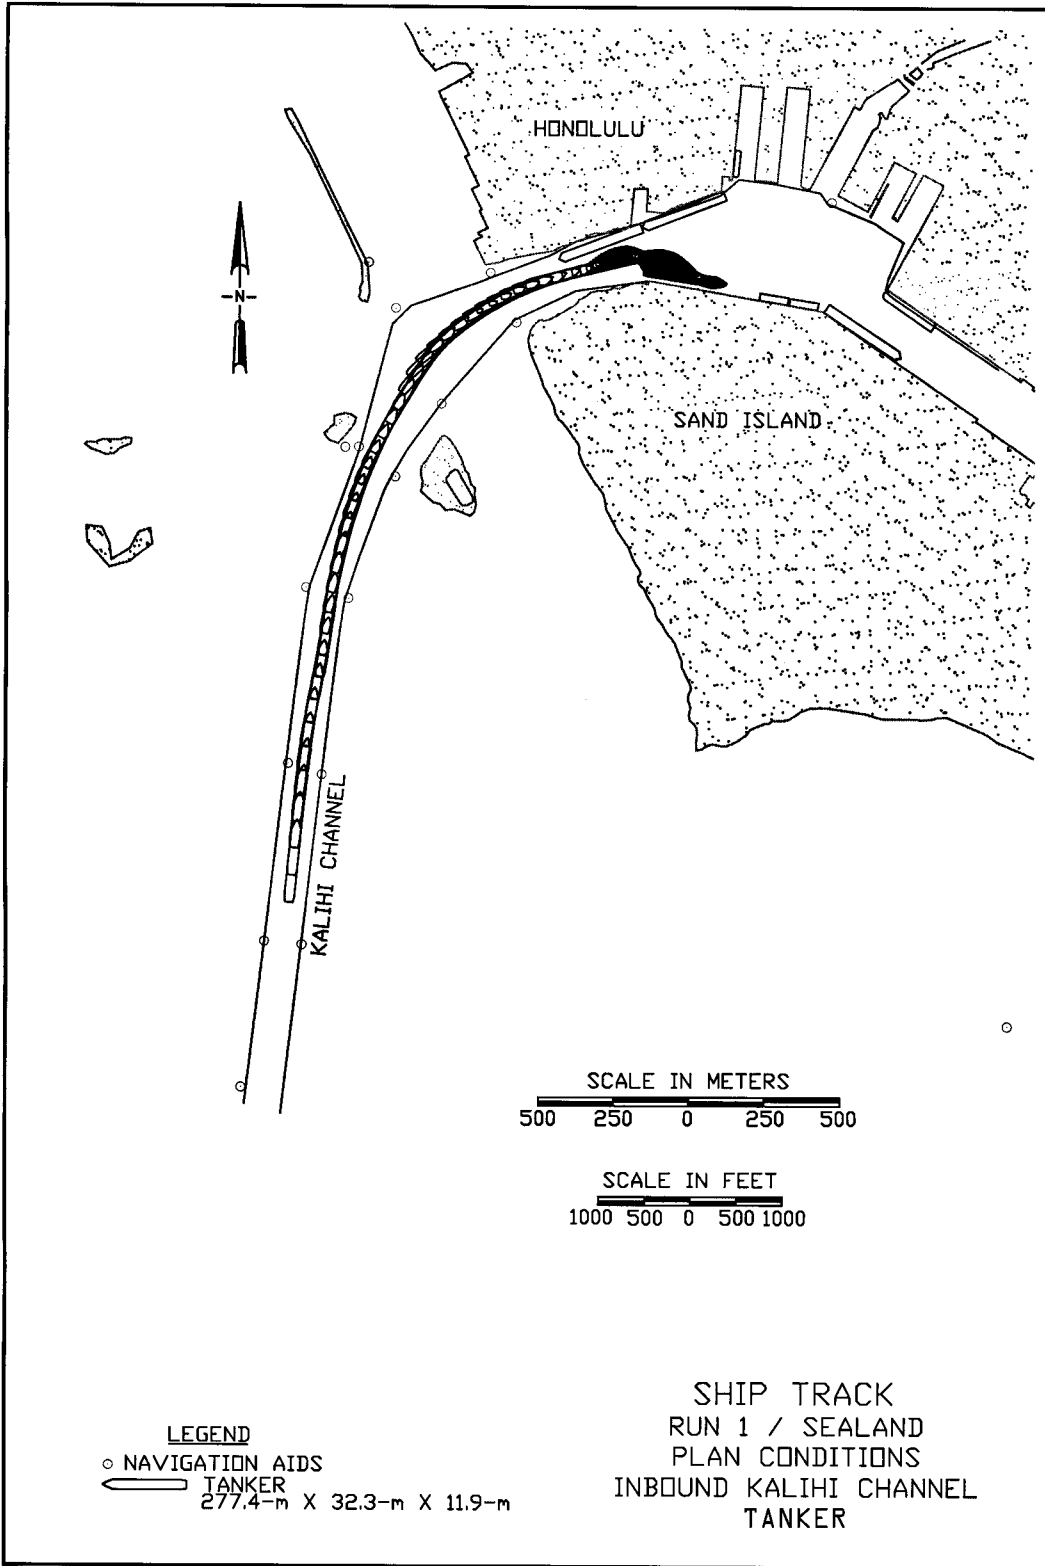 HONOLULU
-N-
SAND ISLAND
KALIHI CHANNEL
SCALE IN METERS
500 250 0 250 500
SCALE IN FEET
1000 500 0 500 1000
LEGEND
NAVIGATION AIDS
TANKER
277.4-m X 32.3-m X 11.9-m
SHIP TRACK
RUN 1 / SEALAND
PLAN CONDITIONS
INBOUND KALIHI CHANNEL
TANKER